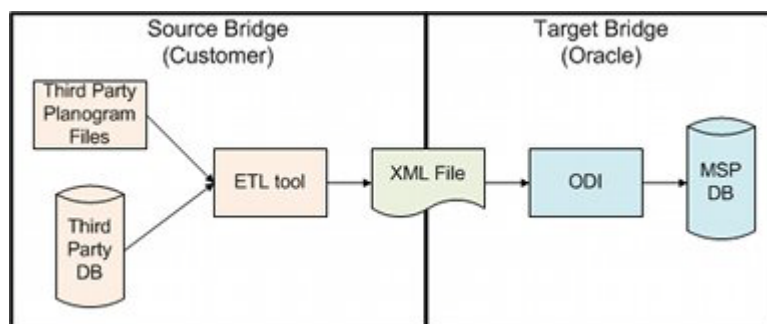 Source Bridge
(Customer)
Target Bridge
(Oracle)
Third Party
Planogram
Files
Third
Party
DB
ETL tool
XML File
ODI
MSP
DB